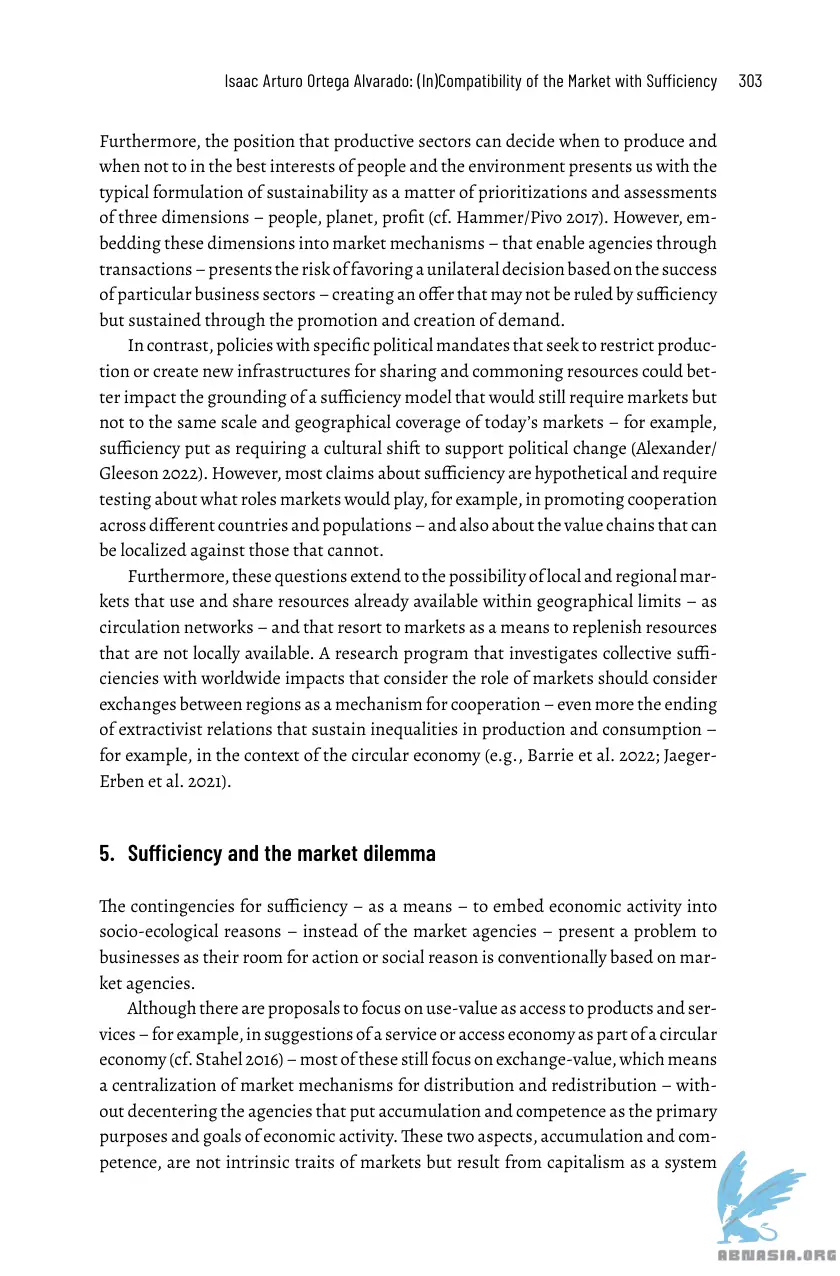 Isaac Arturo Ortega Alvarado: (In)Compatibility of the Market with Sufficiency 303
Furthermore, the position that productive sectors can decide when to produce and
when not to in the best interests of people and the environment presents us with the
typical formulation of sustainability as a matter of prioritizations and assessments
of three dimensions – people, planet, profit (cf. Hammer/Pivo 2017). However, em-
bedding these dimensions into market mechanisms – that enable agencies through
transactions – presents the risk of favoring a unilateral decision based on the success
of particular business sectors – creating an offer that may not be ruled by sufficiency
but sustained through the promotion and creation of demand.
In contrast, policies with specific political mandates that seek to restrict produc-
tion or create new infrastructures for sharing and commoning resources could bet-
ter impact the grounding of a sufficiency model that would still require markets but
not to the same scale and geographical coverage of today's markets – for example,
sufficiency put as requiring a cultural shift to support political change (Alexander/
Gleeson 2022). However, most claims about sufficiency are hypothetical and require
testing about what roles markets would play, for example, in promoting cooperation
across different countries and populations – and also about the value chains that can
be localized against those that cannot.
Furthermore, these questions extend to the possibility of local and regional mar-
kets that use and share resources already available within geographical limits – as
circulation networks – and that resort to markets as a means to replenish resources
that are not locally available. A research program that investigates collective suffi-
ciencies with worldwide impacts that consider the role of markets should consider
exchanges between regions as a mechanism for cooperation – even more the ending
of extractivist relations that sustain inequalities in production and consumption –
for example, in the context of the circular economy (e.g., Barrie et al. 2022; Jaeger-
Erben et al. 2021).
5. Sufficiency and the market dilemma
The contingencies for sufficiency – as a means – to embed economic activity into
socio-ecological reasons – instead of the market agencies – present a problem to
businesses as their room for action or social reason is conventionally based on mar-
ket agencies.
Although there are proposals to focus on use-value as access to products and ser-
vices – for example, in suggestions of a service or access economy as part of a circular
economy (cf. Stahel 2016) – most of these still focus on exchange-value, which means
a centralization of market mechanisms for distribution and redistribution – with-
out decentering the agencies that put accumulation and competence as the primary
purposes and goals of economic activity. These two aspects, accumulation and com-
petence, are not intrinsic traits of markets but result from capitalism as a system
ABNASIA.ORG